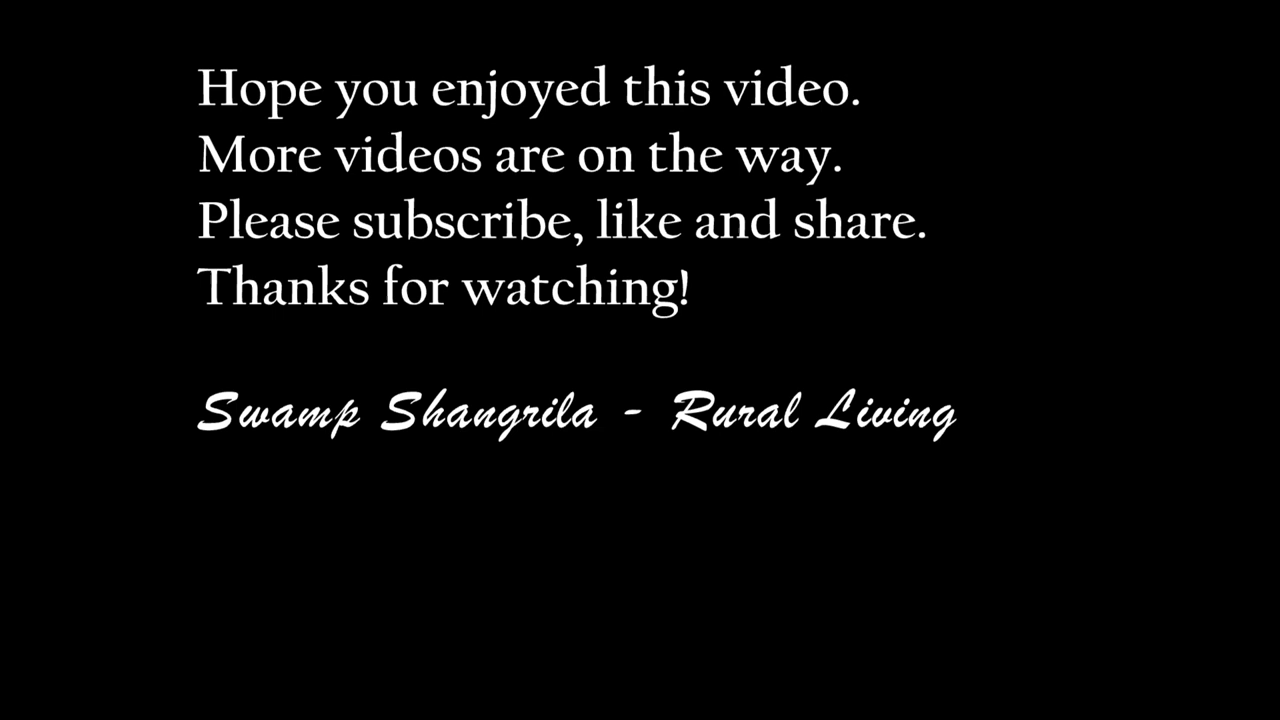 Hope you enjoyed this video.
More videos are on the way.
Please subscribe, like and share.
Thanks for watching!
Swamp Shangrila - Rural Living